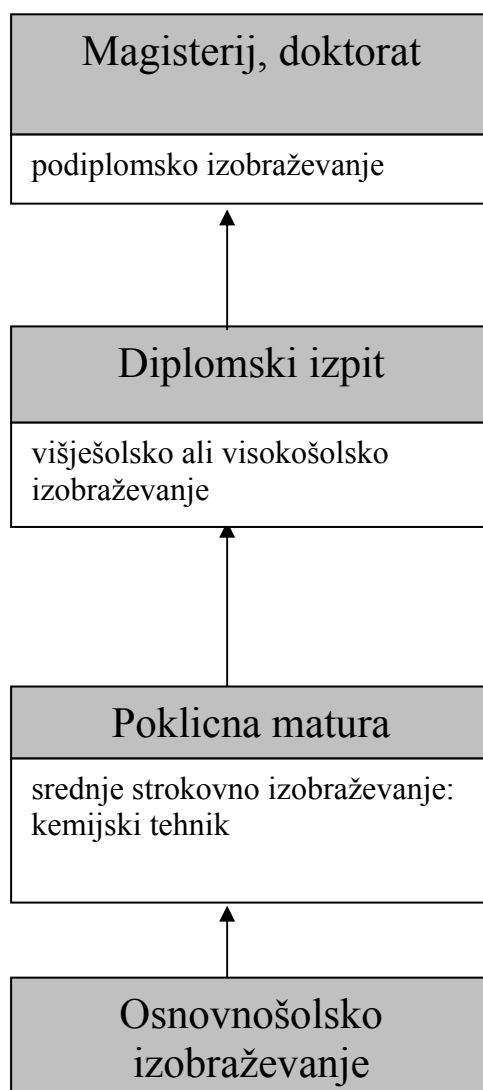 Magisterij, doktorat
podiplomsko izobraževanje
Diplomski izpit
višješolsko ali visokošolsko
izobraževanje
Poklicna matura
srednje strokovno izobraževanje:
kemijski tehnik
Osnovnošolsko
izobraževanje